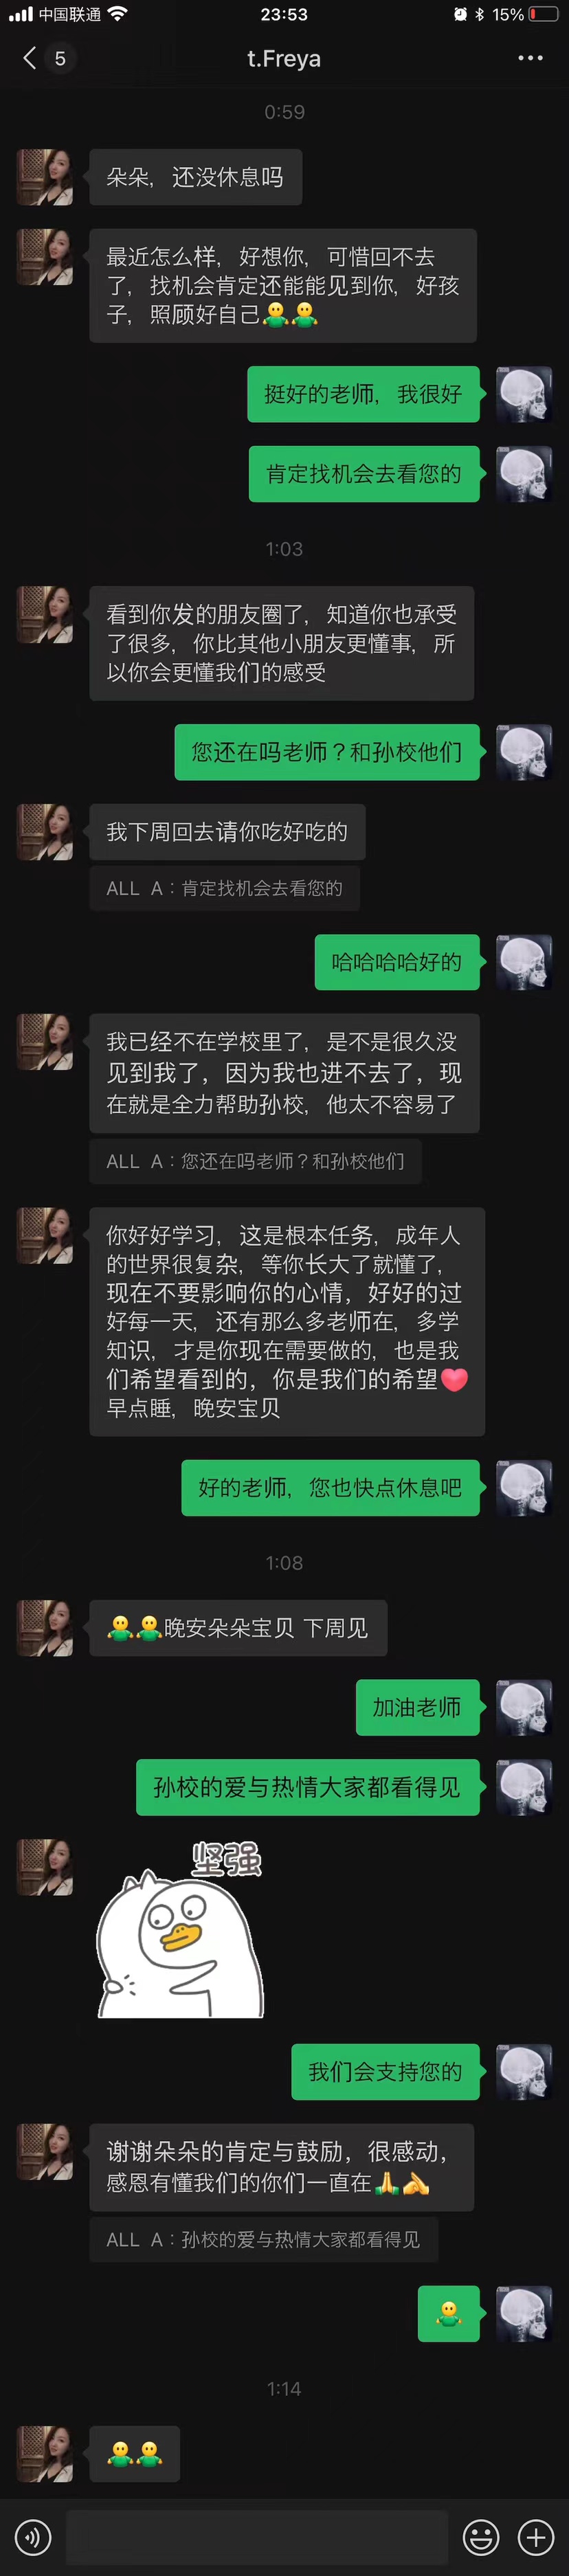 中国联通
23:53
15%
5
t.Freya
0:59
朵朵，还没休息吗
最近怎么样，好想你，可惜回不去
了，找机会肯定还能能见到你，好孩
子，照顾好自己
挺好的老师，我很好
肯定找机会去看您的
1:03
看到你发的朋友圈了，知道你也承受
了很多，你比其他小朋友更懂事，所
以你会更懂我们的感受
您还在吗老师？和孙校他们
我下周回去请你吃好吃的
ALL A：肯定找机会去看您的
哈哈哈哈好的
我已经不在学校里了，是不是很久没
见到我了，因为我也进不去了，现
在就是全力帮助孙校，他太不容易了
ALL A：您还在吗老师？和孙校他们
你好好学习，这是根本任务，成年人
的世界很复杂，等你长大了就懂了，
现在不要影响你的心情，好好的过
好每一天，还有那么多老师在，多学
知识，才是你现在需要做的，也是我
们希望看到的，你是我们的希望❤
早点睡，晚安宝贝
好的老师，您也快点休息吧
1:08
晚安朵朵宝贝 下周见
加油老师
孙校的爱与热情大家都看得见
坚强
我们会支持您的
谢谢朵朵的肯定与鼓励，很感动，
感恩有懂我们的你们一直在🙏
ALL A：孙校的爱与热情大家都看得见
1:14